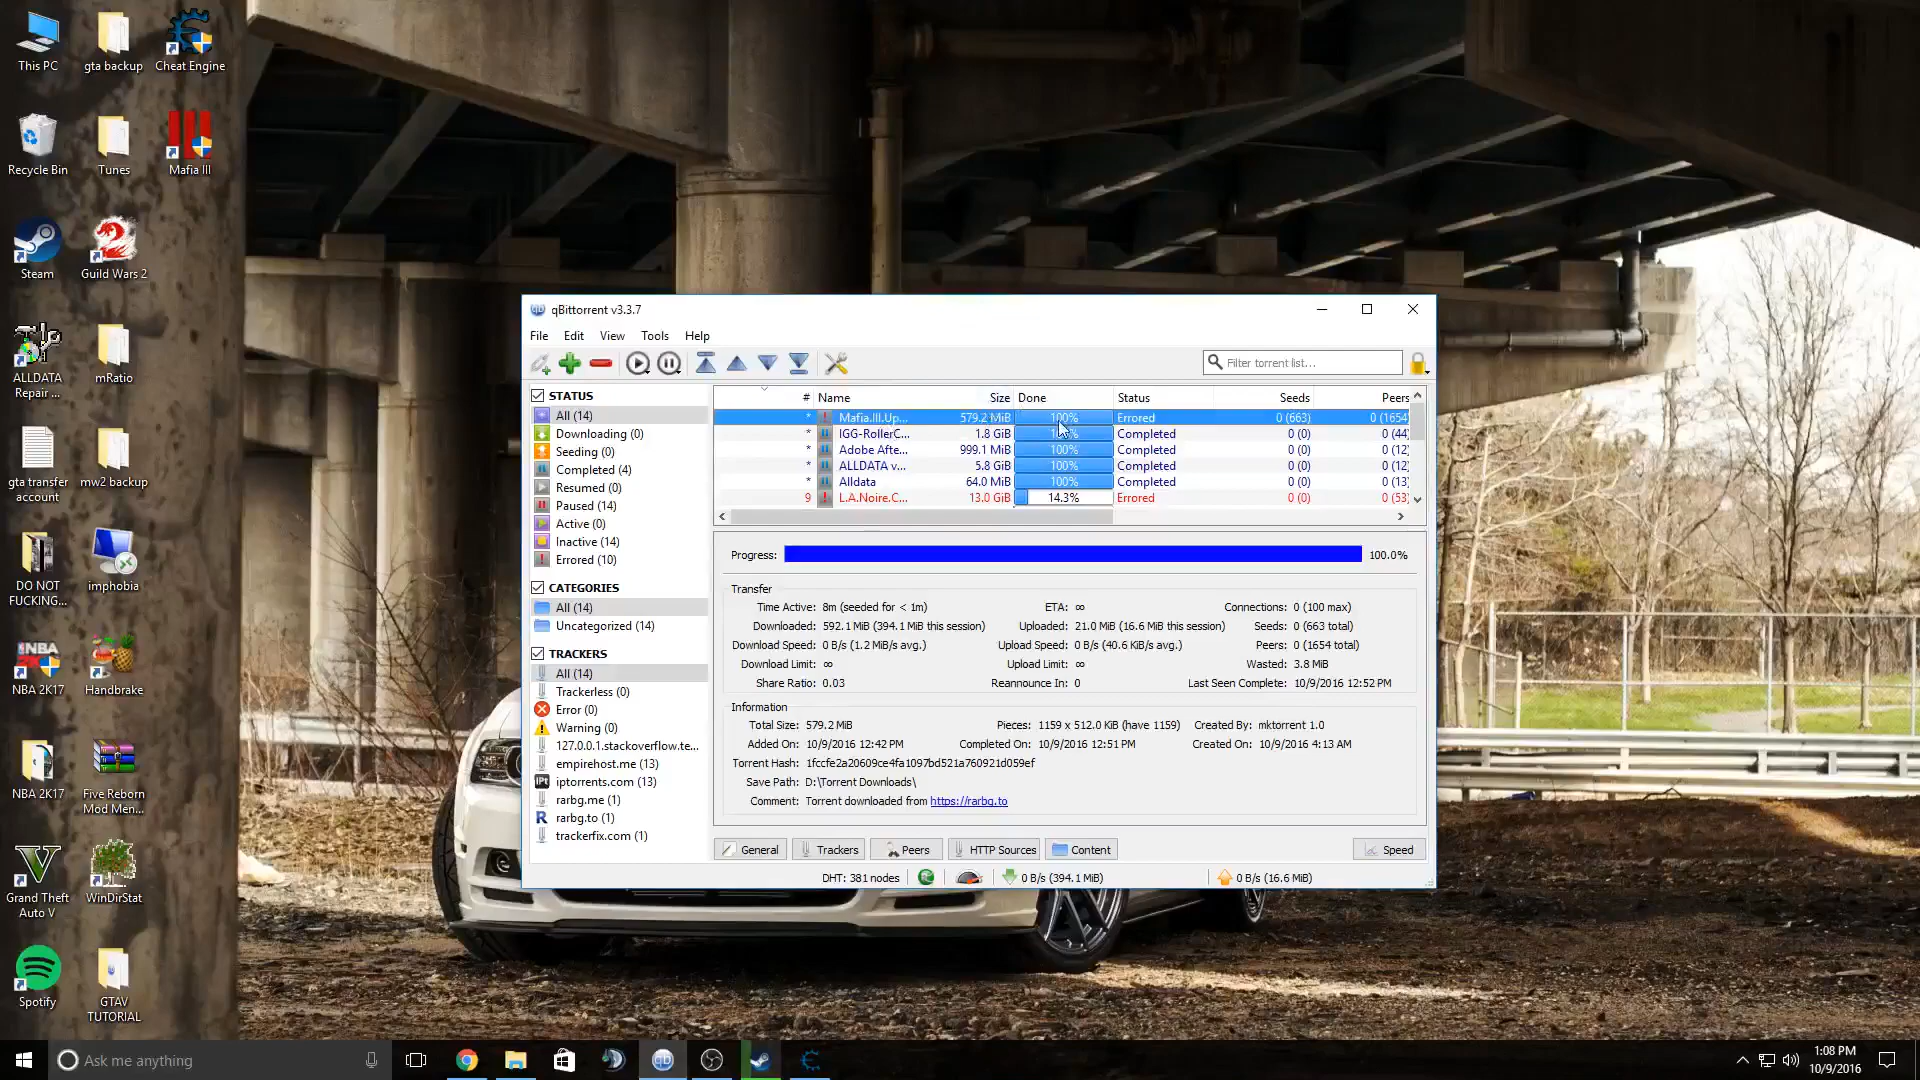 This PC
gta backup
Cheat Engine
Recycle Bin
Tunes
Mafia III
Steam
Guild Wars 2
ALLDATA
Repair ...
mRatio
gta transfer
account
mw2 backup
DO NOT
FUCKING...
imphobia
NBA 2K17
Handbrake
NBA 2K17
Five Reborn
Mod Men...
Grand Theft
Auto V
WinDirStat
Spotify
GTAV
TUTORIAL
qBittorrent v3.3.7
File Edit View Tools Help
Filter torrent list...
STATUS
All (14)
Downloading (0)
Seeding (0)
Completed (4)
Resumed (0)
Paused (14)
Active (0)
Inactive (14)
Errored (10)
CATEGORIES
All (14)
Uncategorized (14)
TRACKERS
All (14)
Trackerless (0)
Error (0)
Warning (0)
127.0.0.1.stackoverflow.te...
empirehost.me (13)
iptorrents.com (13)
rarbg.me (1)
rarbg.to (1)
trackerfix.com (1)
# Name Size Done Status Seeds Peers
* Mafia.III.Up... 579.2 MiB 100% Errored 0 (663) 0 (1654)
* IGG-RollerC... 1.8 GiB Completed 0 (0) 0 (44)
* Adobe Afte... 999.1 MiB 100% Completed 0 (0) 0 (12)
* ALLDATA v... 5.8 GiB 100% Completed 0 (0) 0 (12)
* Alldata 64.0 MiB 100% Completed 0 (0) 0 (13)
9 L.A.Noire.C... 13.0 GiB 14.3% Errored 0 (0) 0 (53)
Progress: 100.0%
Transfer
Time Active: 8m (seeded for < 1m) ETA: ∞ Connections: 0 (100 max)
Downloaded: 592.1 MiB (394.1 MiB this session) Uploaded: 21.0 MiB (16.6 MiB this session) Seeds: 0 (663 total)
Download Speed: 0 B/s (1.2 MiB/s avg.) Upload Speed: 0 B/s (40.6 KiB/s avg.) Peers: 0 (1654 total)
Download Limit: ∞ Upload Limit: ∞ Wasted: 3.8 MiB
Share Ratio: 0.03 Reannounce In: 0 Last Seen Complete: 10/9/2016 12:52 PM
Information
Total Size: 579.2 MiB Pieces: 1159 x 512.0 KiB (have 1159) Created By: mktorrent 1.0
Added On: 10/9/2016 12:42 PM Completed On: 10/9/2016 12:51 PM Created On: 10/9/2016 4:13 AM
Torrent Hash: 1fccfe2a20609ce4fa1097bd521a760921d059ef
Save Path: D:\Torrent Downloads\
Comment: Torrent downloaded from https://rarbg.to
General Trackers Peers HTTP Sources Content Speed
DHT: 381 nodes 0 B/s (394.1 MiB) 0 B/s (16.6 MiB)
Ask me anything
1:08 PM
10/9/2016